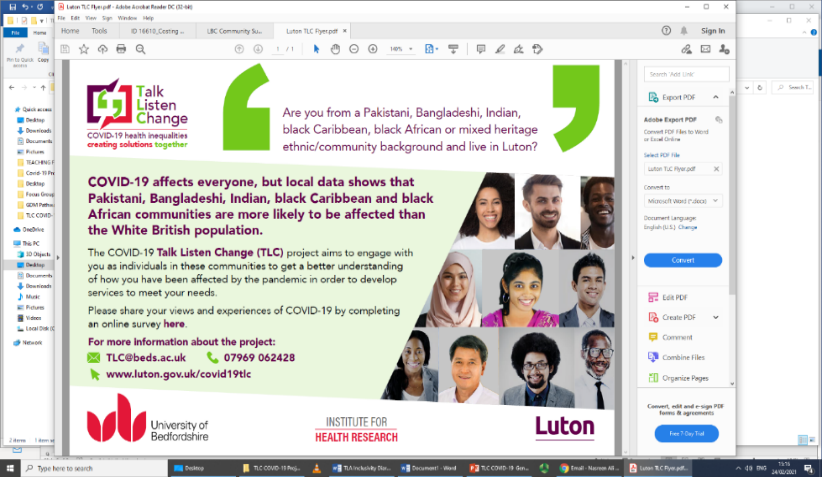 Luton TLC Flyer.pdf - Adobe Acrobat Reader DC (32-bit)
File Edit View Sign Window Help
Home Tools ID 16610_Costing ... LBC Community Su... Luton TLC Flyer.pdf × Sign In
1 / 1 140%
File Home
Pin to Quick access Copy
Search T...
Quick access
Desktop
Downloads
Documents
Pictures
TEACHING F
Covid-19 Pro
Desktop
Focus Group
GDM Pathwa
TLC COVID-
OneDrive
This PC
3D Objects
Desktop
Documents
Downloads
Music
Pictures
Videos
Local Disk (C
Network
2 items 1 item se
Talk
Listen
Change
COVID-19 health inequalities
creating solutions together
Are you from a Pakistani, Bangladeshi, Indian,
black Caribbean, black African or mixed heritage
ethnic/community background and live in Luton?
COVID-19 affects everyone, but local data shows that
Pakistani, Bangladeshi, Indian, black Caribbean and black
African communities are more likely to be affected than
the White British population.
The COVID-19 Talk Listen Change (TLC) project aims to engage with
you as individuals in these communities to get a better understanding
of how you have been affected by the pandemic in order to develop
services to meet your needs.
Please share your views and experiences of COVID-19 by completing
an online survey here.
For more information about the project:
TLC@beds.ac.uk 07969 062428
www.luton.gov.uk/covid19tlc
University of
Bedfordshire
INSTITUTE FOR
HEALTH RESEARCH
Luton
Search 'Add Link'
Export PDF
Adobe Export PDF
Convert PDF Files to Word
or Excel Online
Select PDF File
Luton TLC Flyer.pdf ×
Convert to
Microsoft Word (*.docx)
Document Language:
English (U.S.) Change
Convert
Edit PDF
Create PDF
Comment
Combine Files
Organize Pages
Convert, edit and e-sign PDF
forms & agreements
Free 7-Day Trial
Type here to search
Desktop
TLC COVID-19 Proj...
TLA Inclusivity Disc...
Document1 - Word
TLC COVID-19_Gen...
Email - Nasreen Ali ...
Luton TLC Flyer.pdf...
ENG
15:16
24/02/2021